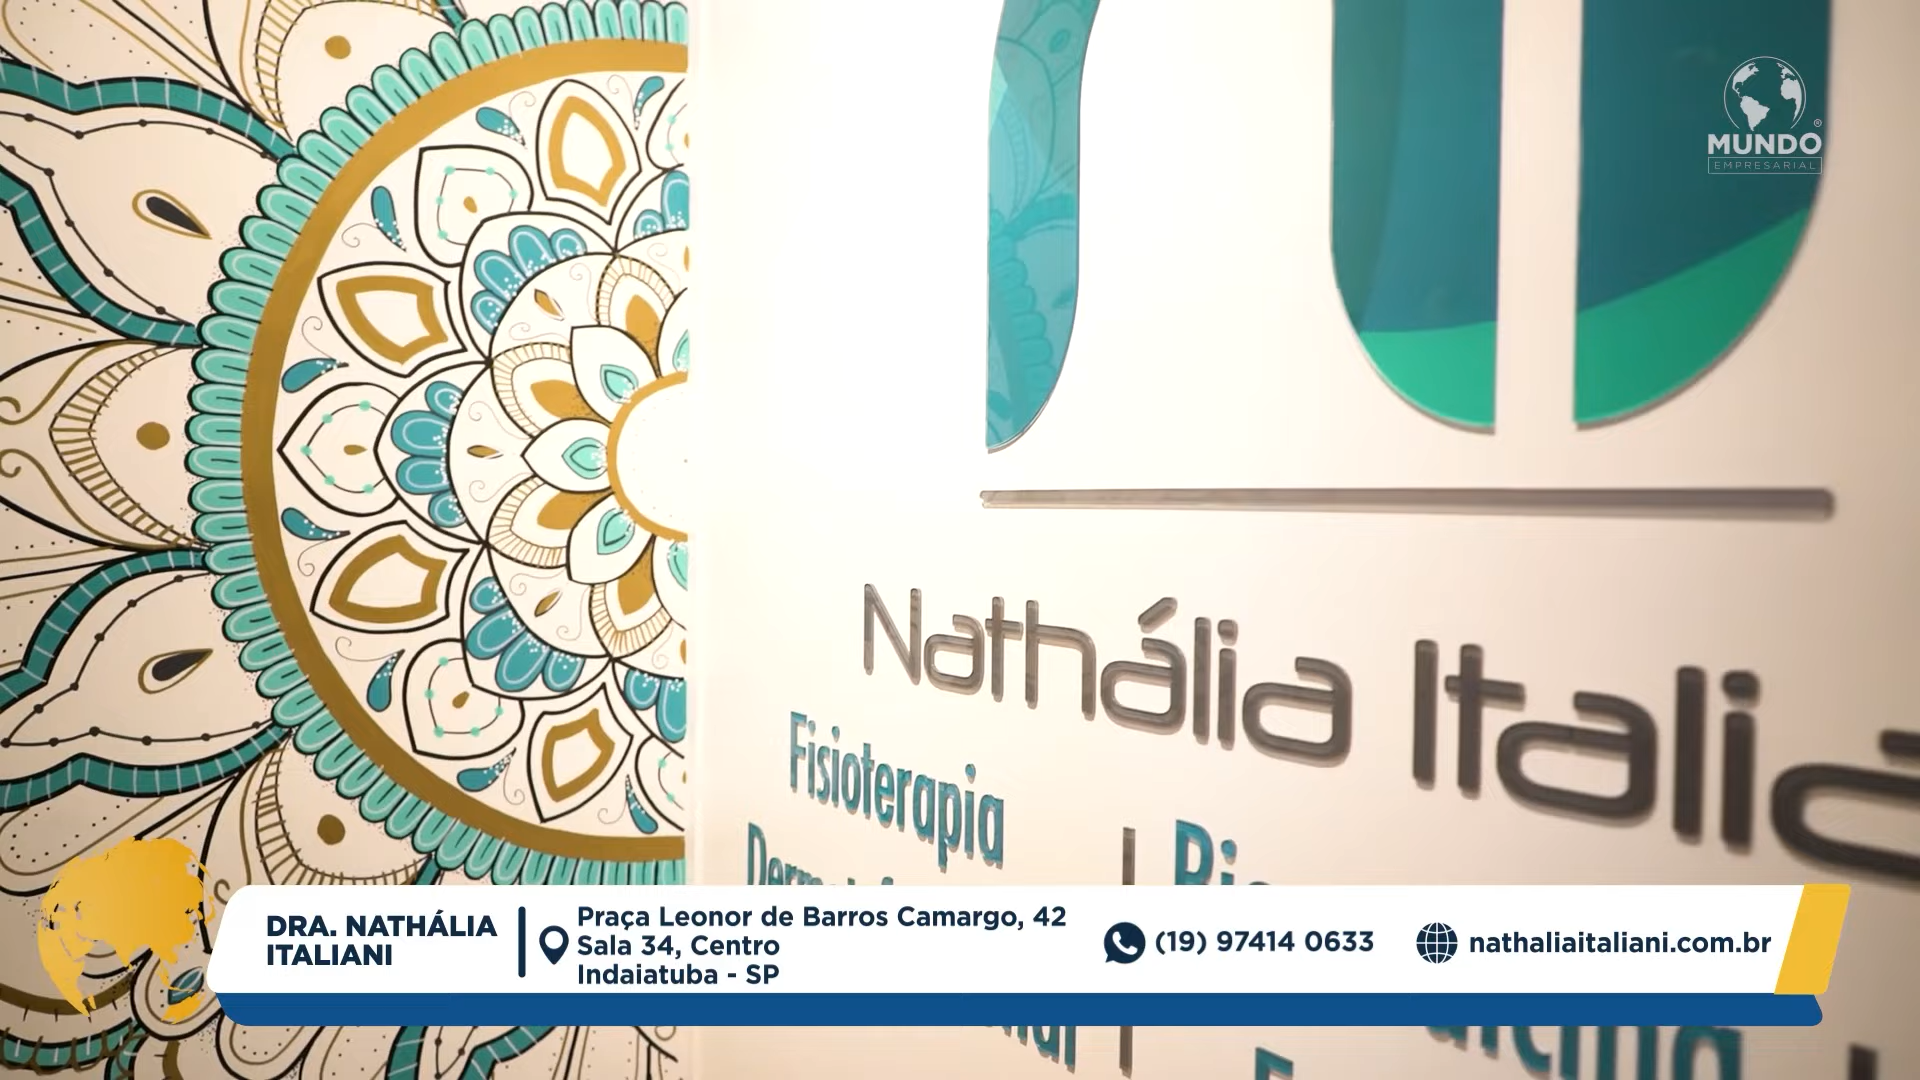 MUNDO
EMPRESARIAL
Nathália Italia
Fisioterapia
DRA. NATHÁLIA
ITALIANI
Praça Leonor de Barros Camargo, 42
Sala 34, Centro
Indaiatuba - SP
(19) 97414 0633
nathaliaitaliani.com.br